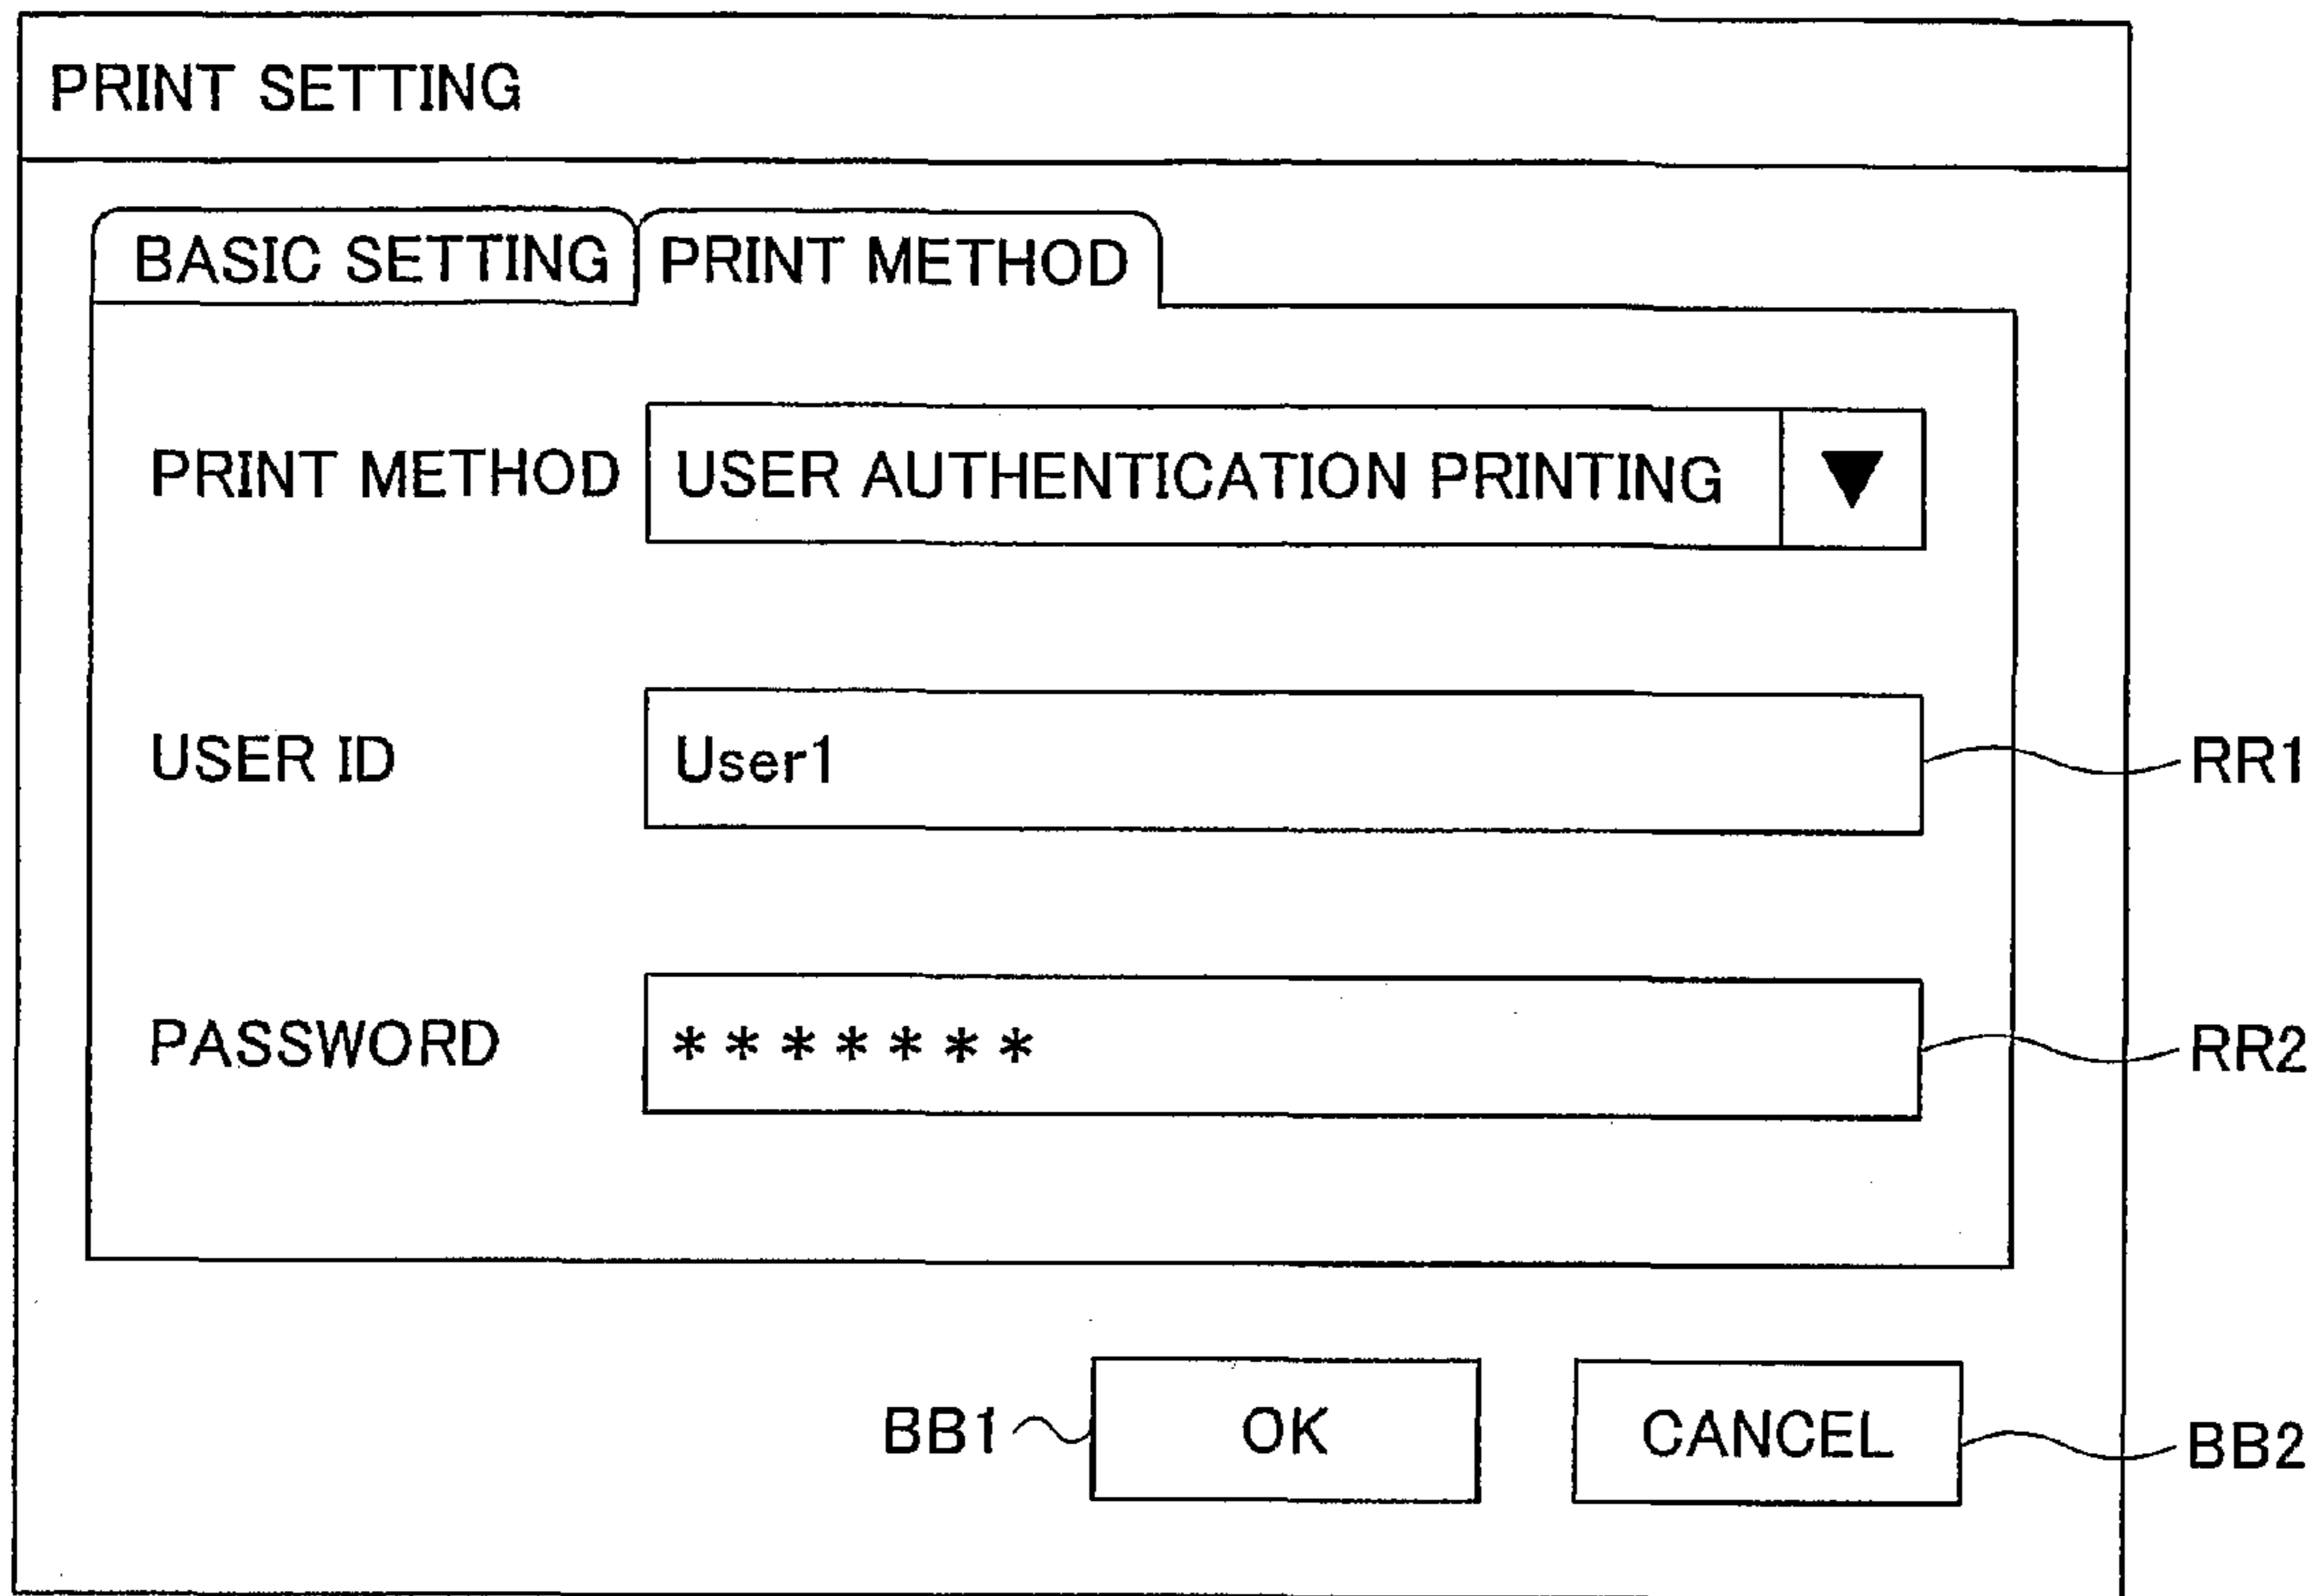 PRINT SETTING
BASIC SETTING PRINT METHOD
PRINT METHOD USER AUTHENTICATION PRINTING ▼
USER ID User1 RR1
PASSWORD ******* RR2
BB1 OK CANCEL BB2